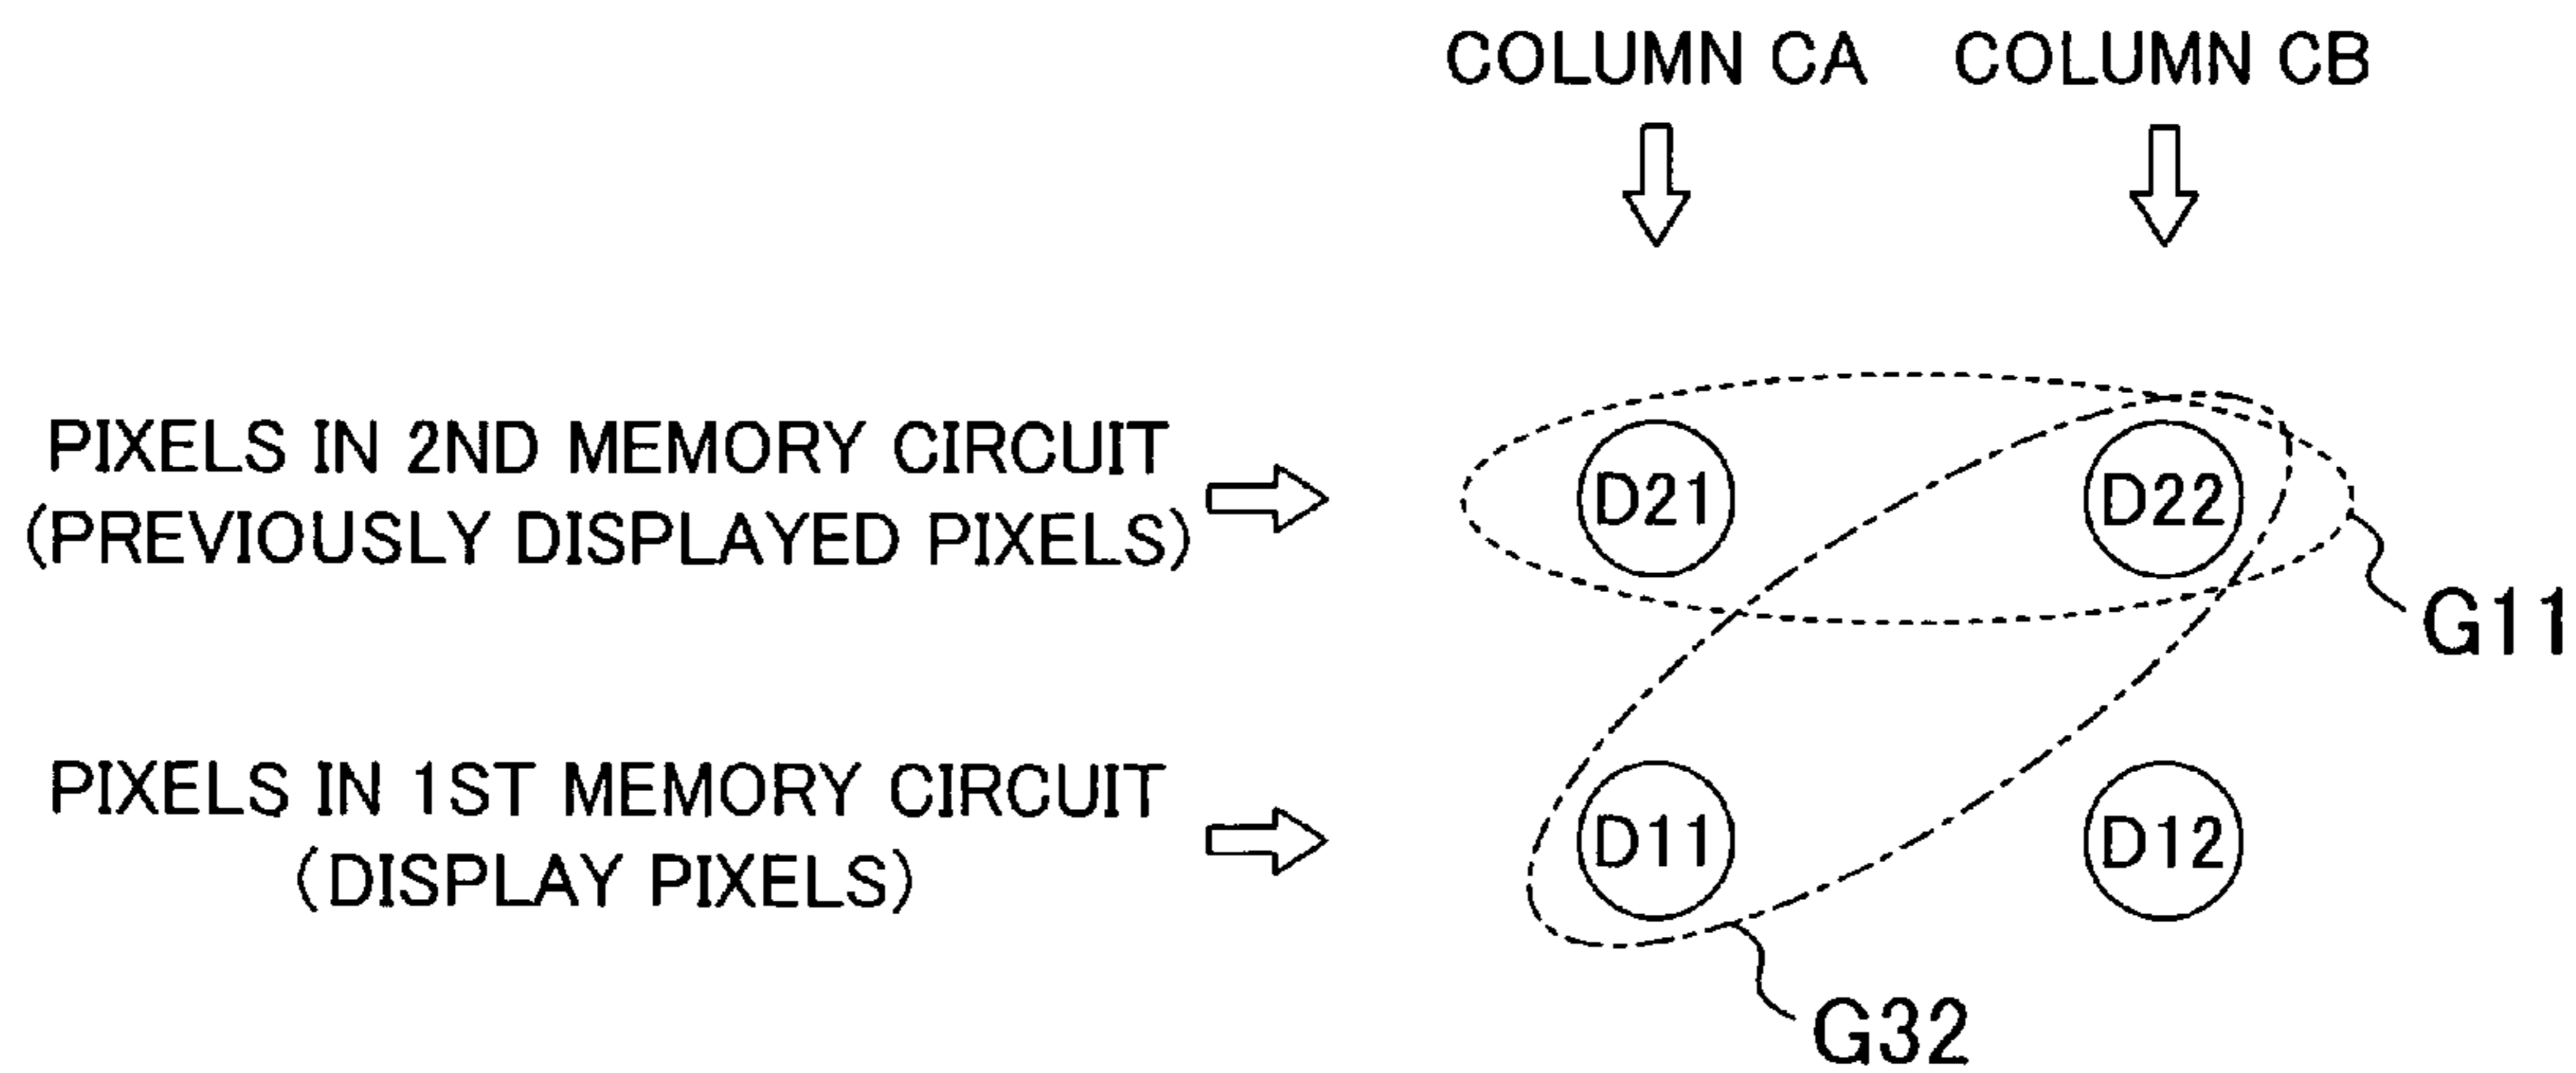 COLUMN CA COLUMN CB
PIXELS IN 2ND MEMORY CIRCUIT
(PREVIOUSLY DISPLAYED PIXELS)
D21 D22
G11
PIXELS IN 1ST MEMORY CIRCUIT
(DISPLAY PIXELS)
D11 D12
G32